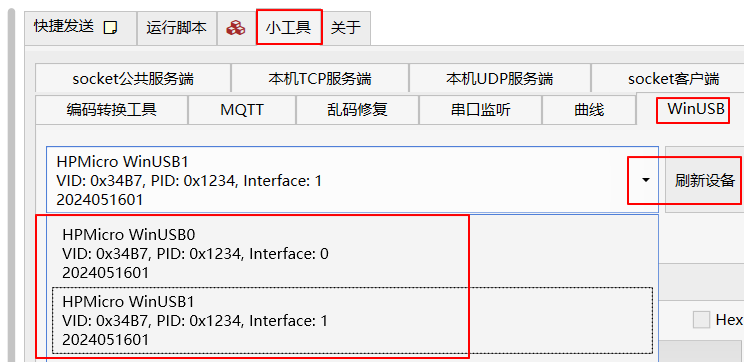 快捷发送 运行脚本 小工具 关于
socket公共服务端 本机TCP服务端 本机UDP服务端 socket客户端
编码转换工具 MQTT 乱码修复 串口监听 曲线 WinUSB
HPMicro WinUSB1
VID: 0x34B7, PID: 0x1234, Interface: 1
2024051601
刷新设备
HPMicro WinUSB0
VID: 0x34B7, PID: 0x1234, Interface: 0
2024051601
HPMicro WinUSB1
VID: 0x34B7, PID: 0x1234, Interface: 1
2024051601
Hex